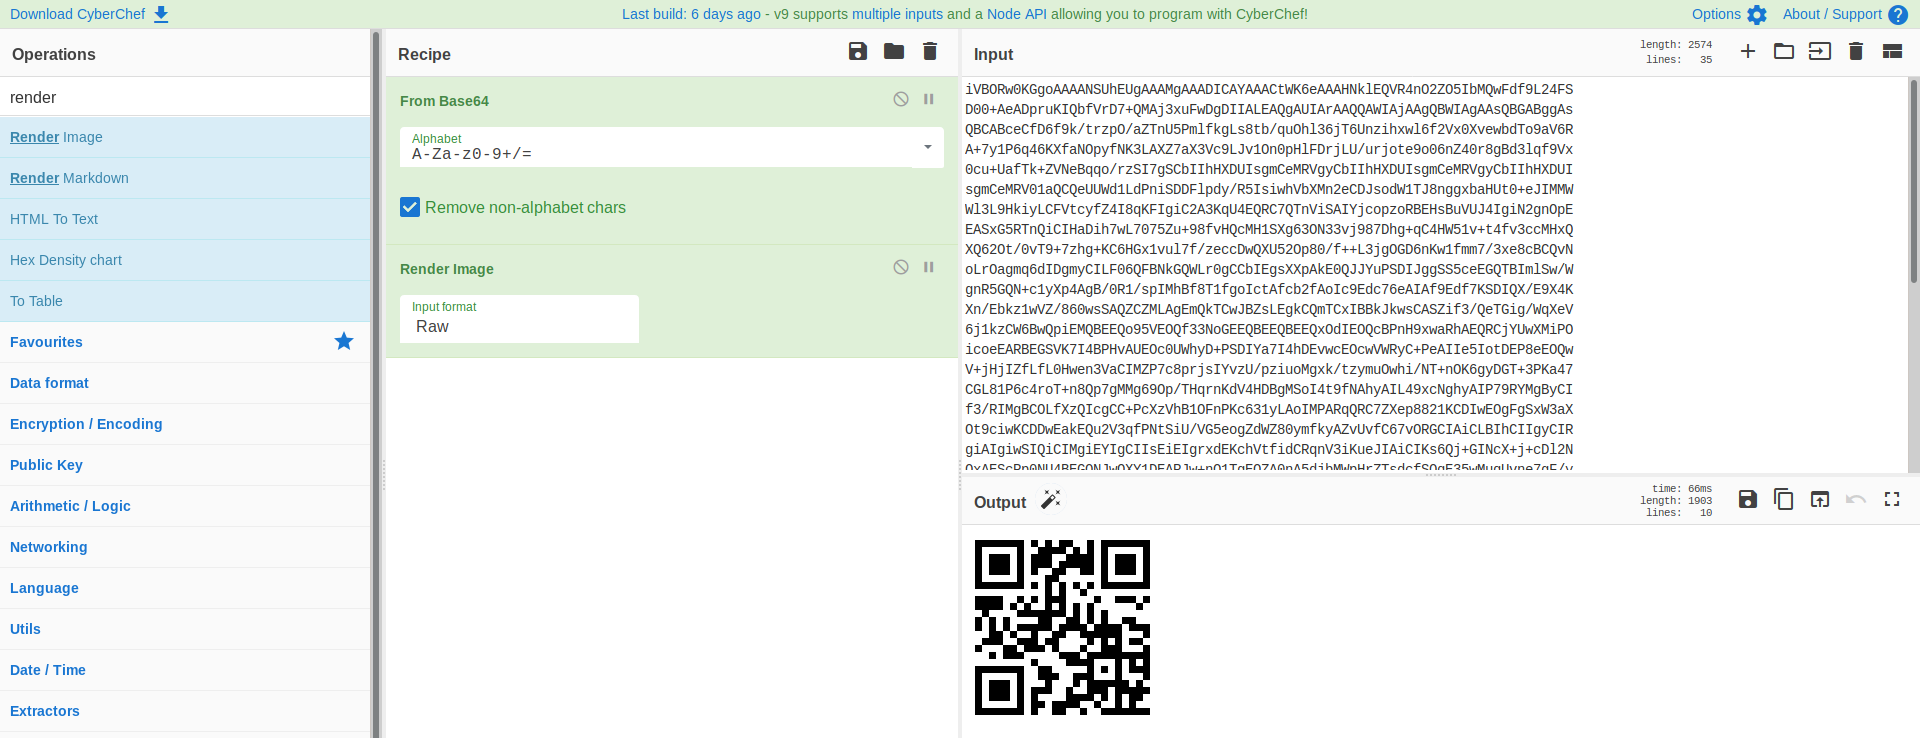 Download CyberChef
Last build: 6 days ago - v9 supports multiple inputs and a Node API allowing you to program with CyberChef!
Options
About / Support
Operations
render
Render Image
Render Markdown
HTML To Text
Hex Density chart
To Table
Favourites
Data format
Encryption / Encoding
Public Key
Arithmetic / Logic
Networking
Language
Utils
Date / Time
Extractors
Recipe
From Base64
Alphabet
A-Za-z0-9+/=
Remove non-alphabet chars
Render Image
Input format
Raw
Input
length: 2574
lines: 35
iVBORw0KGgoAAAANSUhEUgAAAMgAAADICAYAAACtWK6eAAAHNklEQVR4nO2ZO5IbMQwFdf9L24FS
D00+AeADpruKIQbfVrD7+QMAj3xuFwDgDIIALEAQgAUIArAAQQAWIAjAAgQBWIAgAAsQBGABggAs
QBCABceCfD6f9k/trzpO/aZTnU5PmlfkgLs8tb/quOhl36jT6Unzihxwl6f2Vx0XvewbdTo9aV6R
A+7y1P6q46KXfaNOpyfNK3LAXZ7aX3Vc9LJv1On0pHlFDrjLU/urjote9o06nZ40r8gBd3lqf9Vx
0cu+UafTk+ZVNeBqqo/rzSI7gSCbIIhHXDUIsgmCeMRVgyCbIIhHXDUIsgmCeMRVgyCbIIhHXDUI
sgmCeMRV01aQCQeUUWd1LdPniSDDFlpdy/R5IsiwhVbXMn2eCDJsodW1TJ8nggxbaHUt0+eJIMMW
Wl3L9HkiyLCFVtcyfZ4I8qKFIgiC2A3KqU4EQRC7QTnViSAIYjcopzoRBEHsBuVUJ4IgiN2gnOpE
EASxG5RTnQiCIHaDih7wL7075Zu+98fvHQcMH1SXg63ON33vj987Dhg+qC4HW51v+t4fv3ccMHxQ
XQ62Ot/0vT9+7zhg+KC6HGx1vul7f/zeccDwQXU52Op80/f++L3jgOGD6nKw1fmm7/3xe8cBCQvN
oLrOagmq6dIDgmyCILF06QFBNkGQWLr0gCCbIEgsXXpAkE0QJJYuPSDIJggSS5ceEGQTBImlSw/W
gnR5GQN+c1yXp4AgB/0R1/spIMhBf8T1fgoIctAfcb2fAoIc9Edc76eAIAf9Edf7KSDIQX/E9X4K
Xn/Ebkz1wVZ/860wsSAQZCZMLAgEmQkTCwJBZsLEgkCQmTCxIBBkJkwsCASZif3/QeTGig/WqXeV
6j1kzCW6BwQpiEMQBEEQo95VEOQf33NoGEEQBEEQBEEQxOdIEOQcBPnH9xwaRhAEQRCjYUwXMiPO
icoeEARBEGSVK7I4BPHvAUEOc0UWhyD+PSDIYa7I4hDEvwcEOcwVWRyC+PeAIIe5IotDEP8eEOQw
V+jHjIZfLfL0Hwen3VaCIMZP7c8prjsIYvzU/pziuoMgxk/tzymuOwhi/NT+nOK6gyDGT+3PKa47
CGL81P6c4roT+n8Qp7gMMg69Op/THqrnKdV4HDBgMSoI4t9fNAhyAIL49xcNghyAIP79RYMgByCI
f3/RIMgBCOLfXzQIcgCC+PcXzVhB1OFnPKc631yLAoIMPARqQRC7ZXep8821KCDIwEOgFgSxW3aX
Ot9ciwKCDDwEakEQu2V3qfPNtSiU/VG5eogZdWZ80ymfkyAZvUvfC67vORGCIAiCLBIhCIIgyCIR
giAIgiwSIQiCIMgiEYIgCIIsEiEIgrxdEKchVtfidCRqnV3iKueJIAiCIKs6Qj+GINcX+j+cDl2N